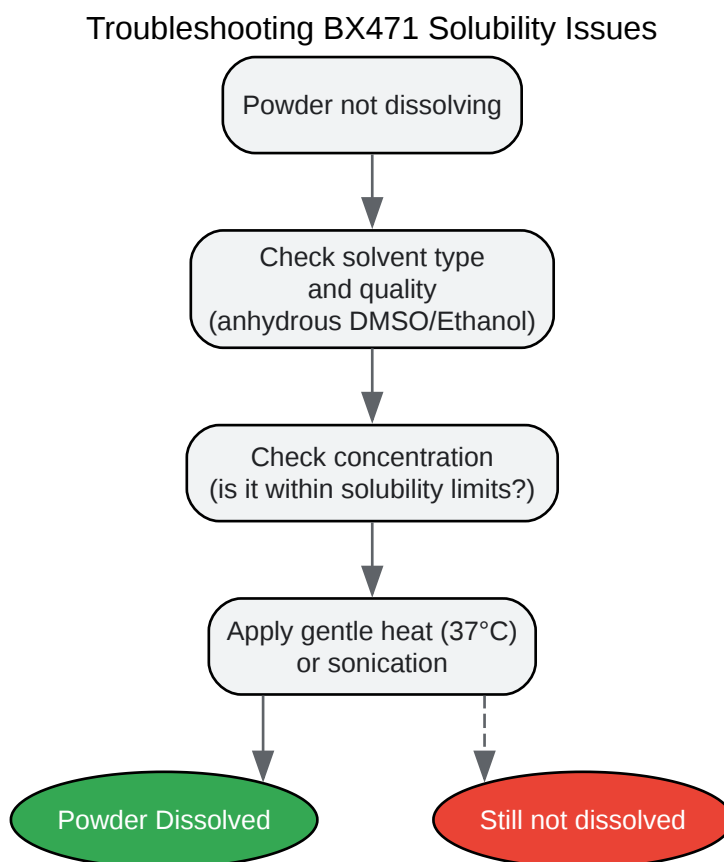 Troubleshooting BX471 Solubility Issues
Powder not dissolving
Check solvent type
and quality
(anhydrous DMSO/Ethanol)
Check concentration
(is it within solubility limits?)
Apply gentle heat (37°C)
or sonication
Powder Dissolved
Still not dissolved